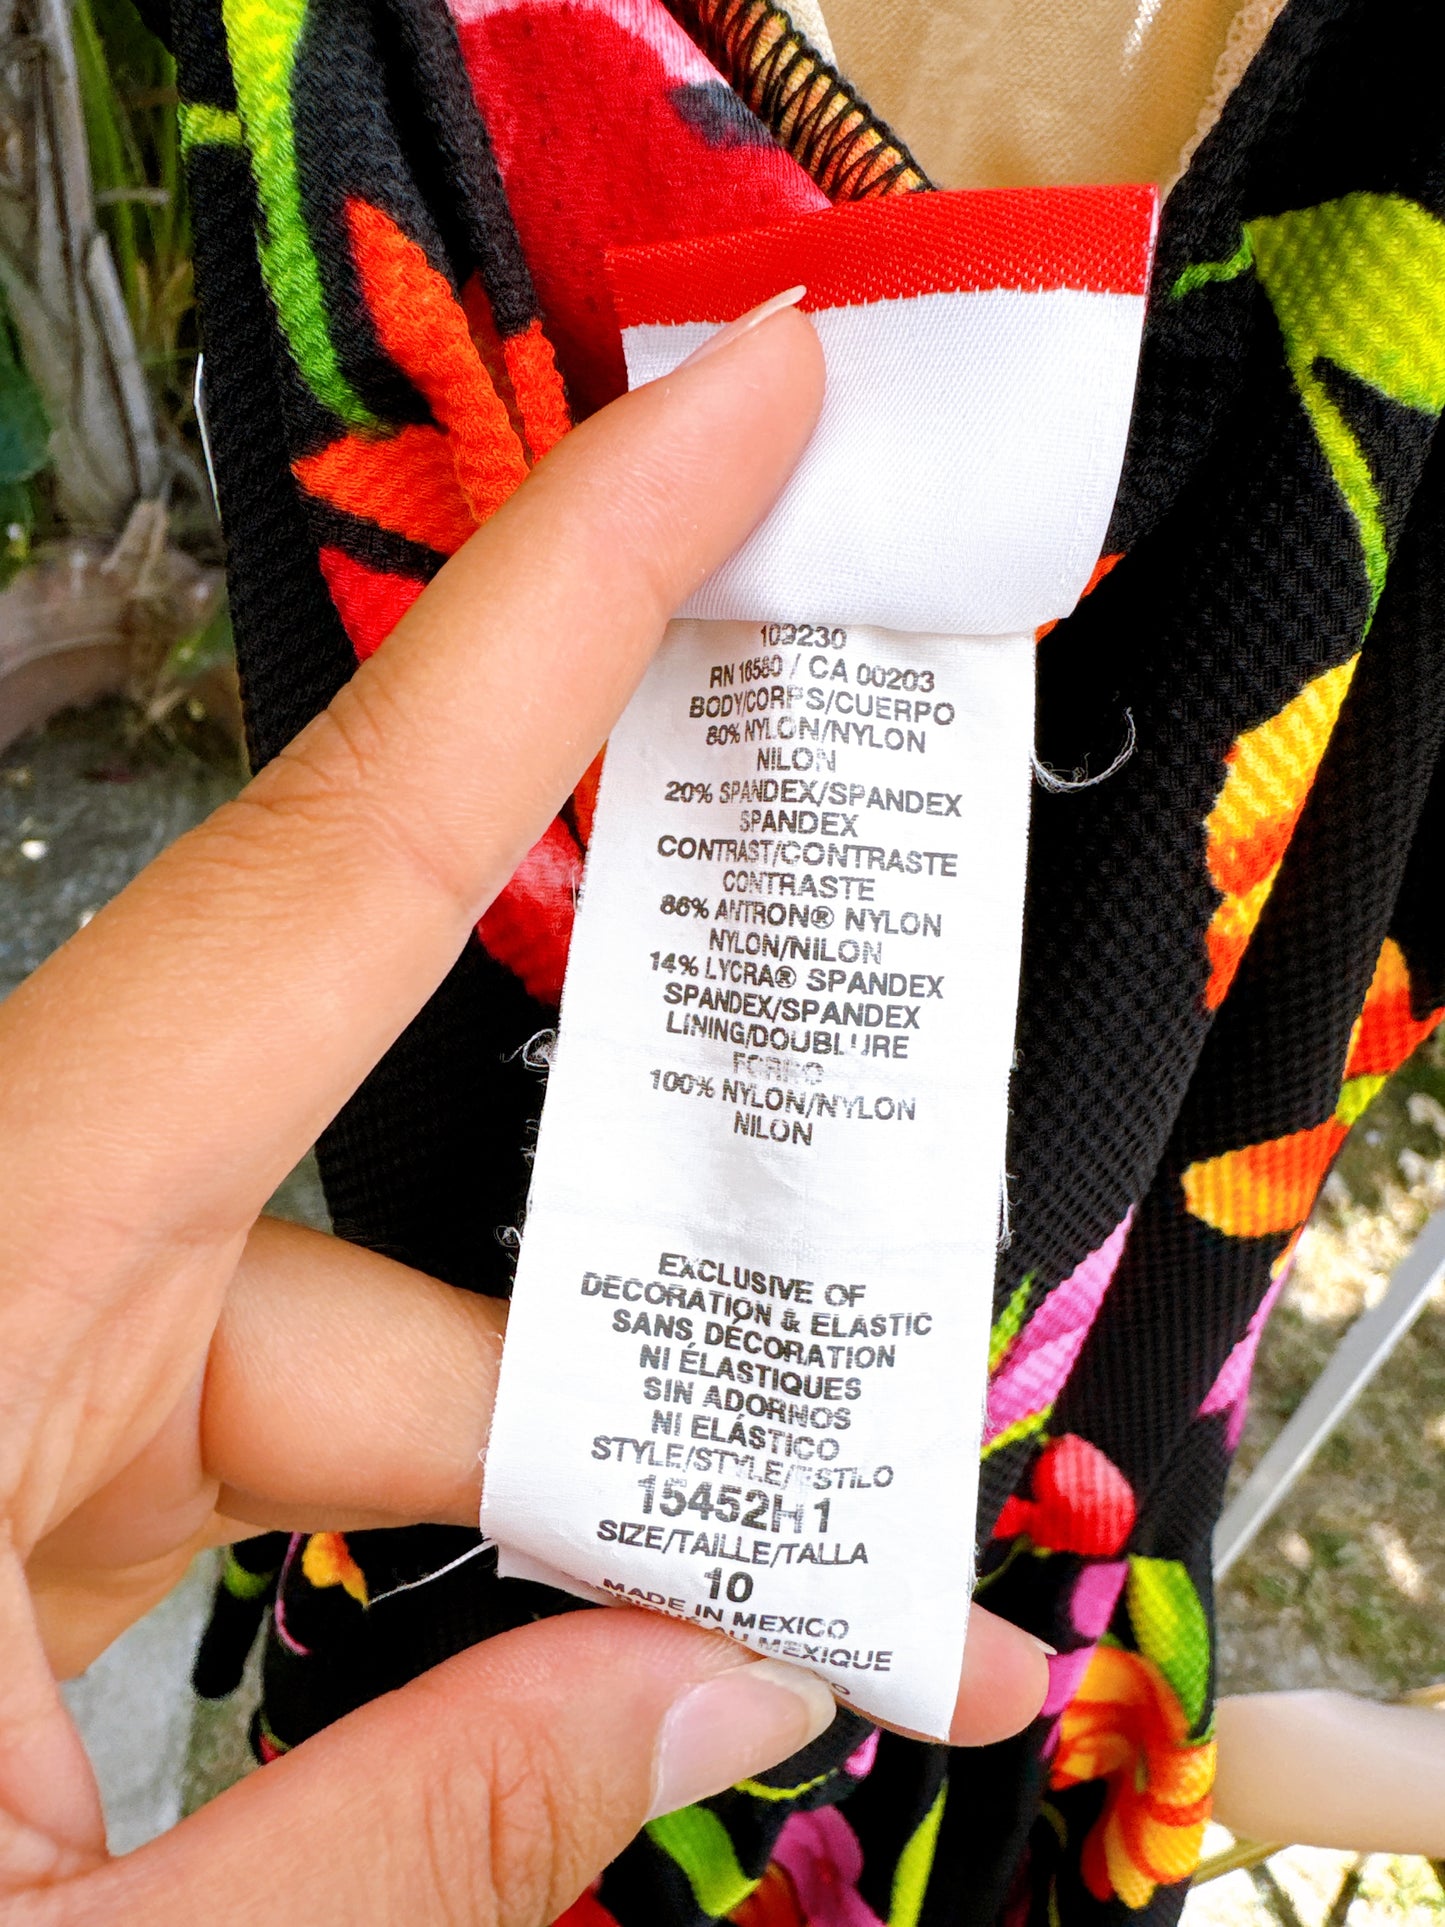 109230
RN 16580 / CA 00203
BODY/CORPS/CUERPO
80% NYLON/NYLON
NILON
20% SPANDEX/SPANDEX
SPANDEX
CONTRAST/CONTRASTE
CONTRASTE
86% ANTRON® NYLON
NYLON/NILON
14% LYCRA® SPANDEX
SPANDEX/SPANDEX
LINING/DOUBLURE
FORRO
100% NYLON/NYLON
NILON
EXCLUSIVE OF
DECORATION & ELASTIC
SANS DÉCORATION
NI ÉLASTIQUES
SIN ADORNOS
NI ELÁSTICO
STYLE/STYLE/ESTILO
15452H1
SIZE/TAILLE/TALLA
10
MADE IN MEXICO
AU MEXIQUE